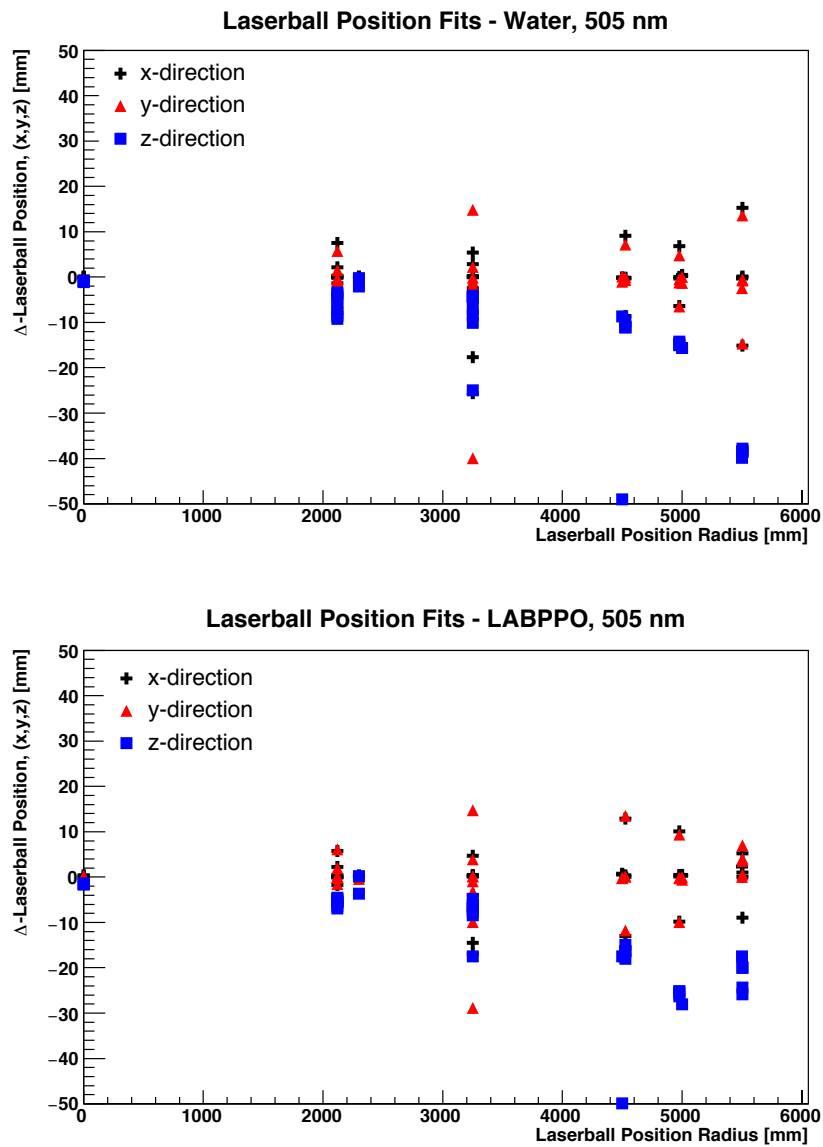 Laserball Position Fits - Water, 505 nm
Δ-Laserball Position, (x,y,z) [mm]
50
40
30
20
10
0
−10
−20
−30
−40
−50
x-direction
y-direction
z-direction
0 1000 2000 3000 4000 5000 6000
Laserball Position Radius [mm]
Laserball Position Fits - LABPPO, 505 nm
Δ-Laserball Position, (x,y,z) [mm]
50
40
30
20
10
0
−10
−20
−30
−40
−50
x-direction
y-direction
z-direction
0 1000 2000 3000 4000 5000 6000
Laserball Position Radius [mm]